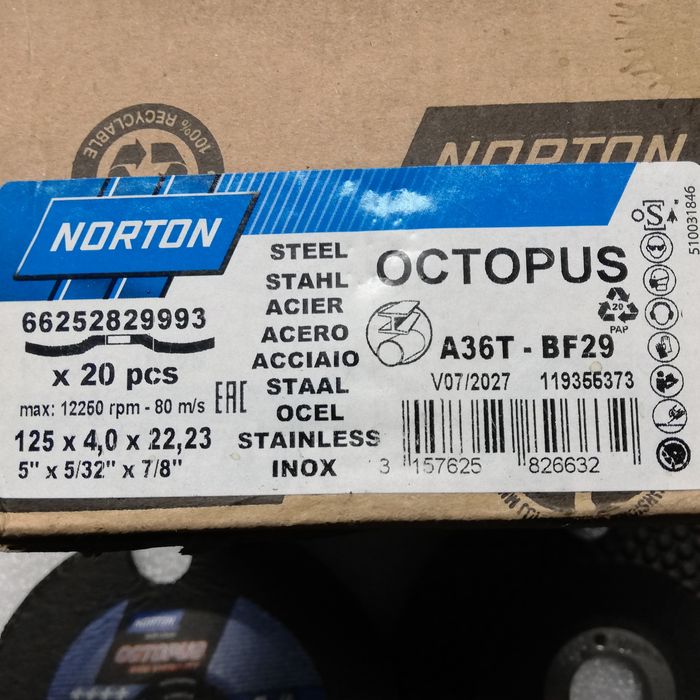 100% RECYCLABLE
NORTON
NORTON
510031846
66252829993
x 20 pcs
max: 12250 rpm - 80 m/s
EAC
125 x 4,0 x 22,23
5" x 5/32" x 7/8"
STEEL
STAHL
ACIER
ACERO
ACCIAIO
STAAL
OCEL
STAINLESS
INOX
OCTOPUS
20
PAP
A36T - BF29
V07/2027 119355373
3 157625 826632
NORTON
OCTOPUS